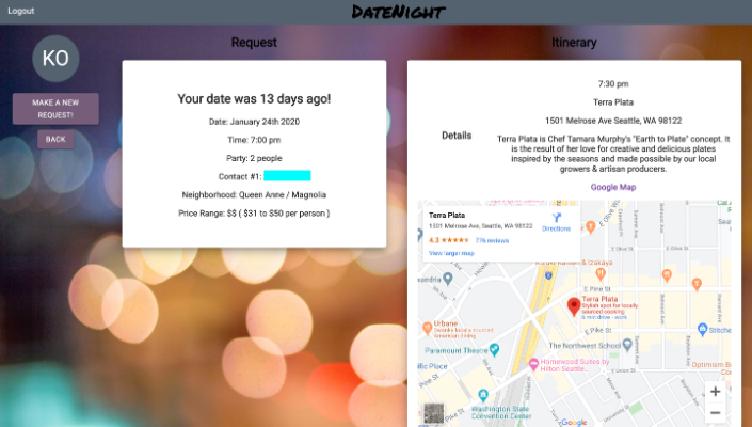 Logout
DateNight
KO
MAKE A NEW
REQUEST!
BACK
Request
Your date was 13 days ago!
Date: January 24th 2020
Time: 7:00 pm
Party: 2 people
Contact #1:
Neighborhood: Queen Anne / Magnolia
Price Range: $$ ( $31 to $50 per person )
Itinerary
7:30 pm
Terra Plata
1501 Melrose Ave Seattle, WA 98122
Details
Terra Plata is Chef Tamara Murphy's "Earth to Plate" concept. It
is the result of her love for creative and delicious plates
inspired by the seasons and made possible by our local
growers & artisan producers.
Google Map
Terra Plata
1501 Melrose Ave, Seattle, WA 98122
4.3
776 reviews
View larger map
Directions
E Olive St
E Pine St
Terra Plata
Stylish spot for locally
sourced cooking
Urbane
Paramount Theatre
E Pike St
The Northwest School
Homewood Suites by
Hilton Seattle...
Stitches
Optimism Br
E Union St
Washington State
Convention Center
Google
+
−